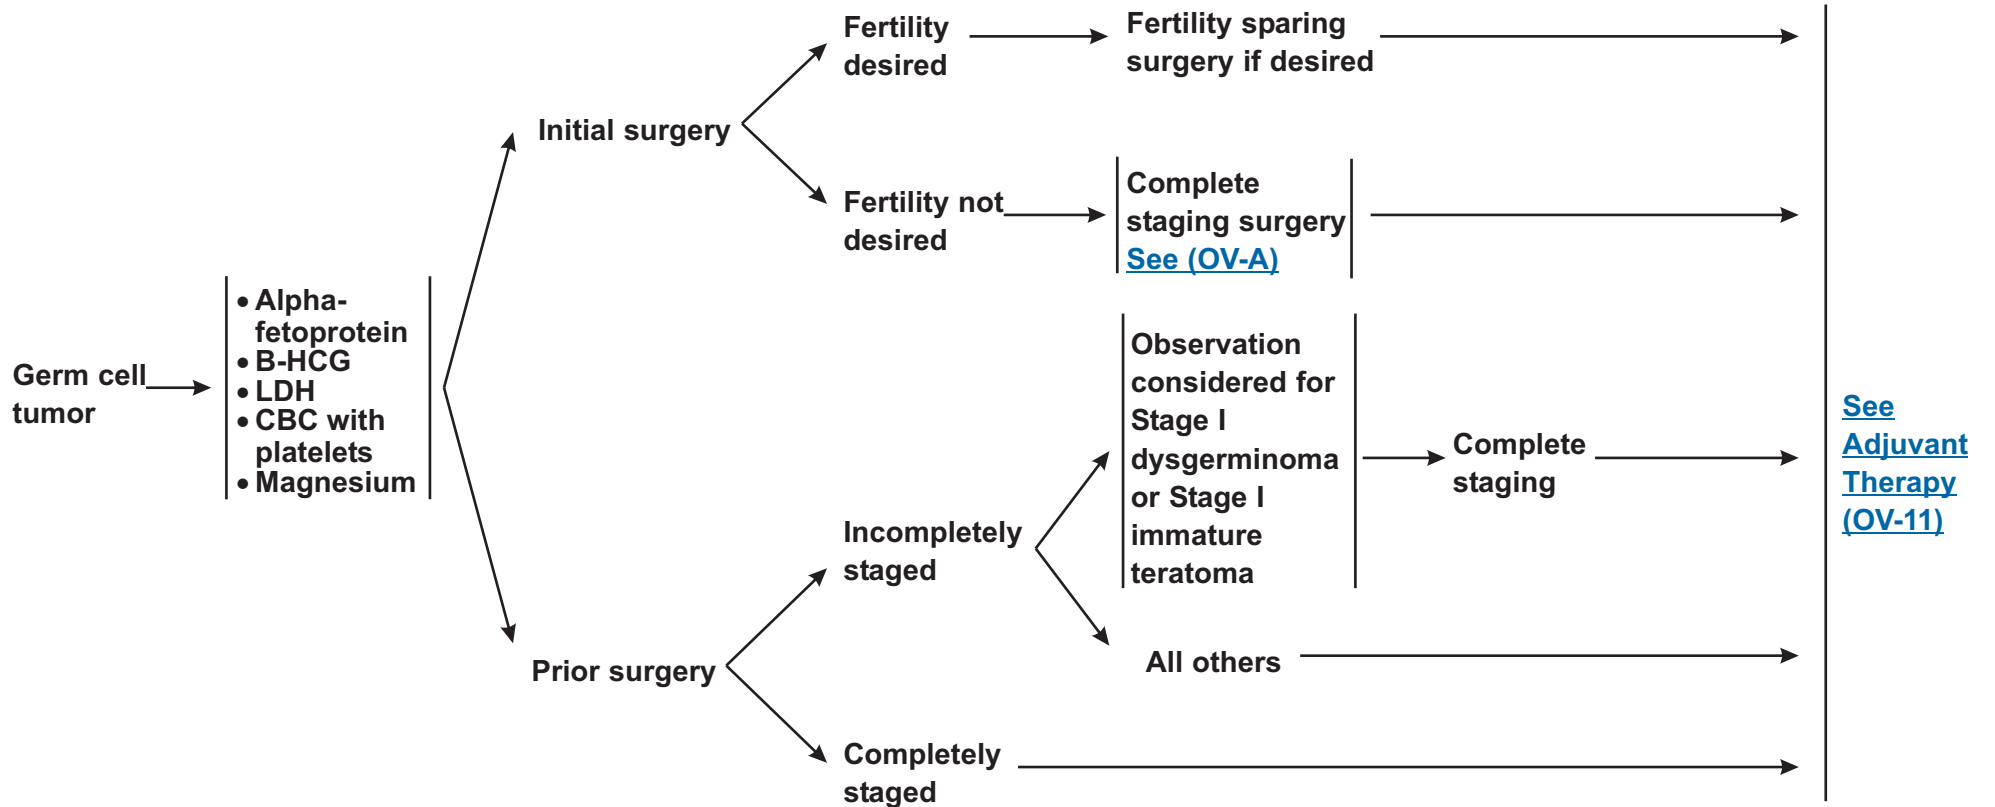 Germ cell
tumor
• Alpha-
fetoprotein
• B-HCG
• LDH
• CBC with
platelets
• Magnesium
Initial surgery
Fertility
desired
Fertility sparing
surgery if desired
Fertility not
desired
Complete
staging surgery
See (OV-A)
Prior surgery
Incompletely
staged
Observation
considered for
Stage I
dysgerminoma
or Stage I
immature
teratoma
Complete
staging
All others
Completely
staged
See
Adjuvant
Therapy
(OV-11)